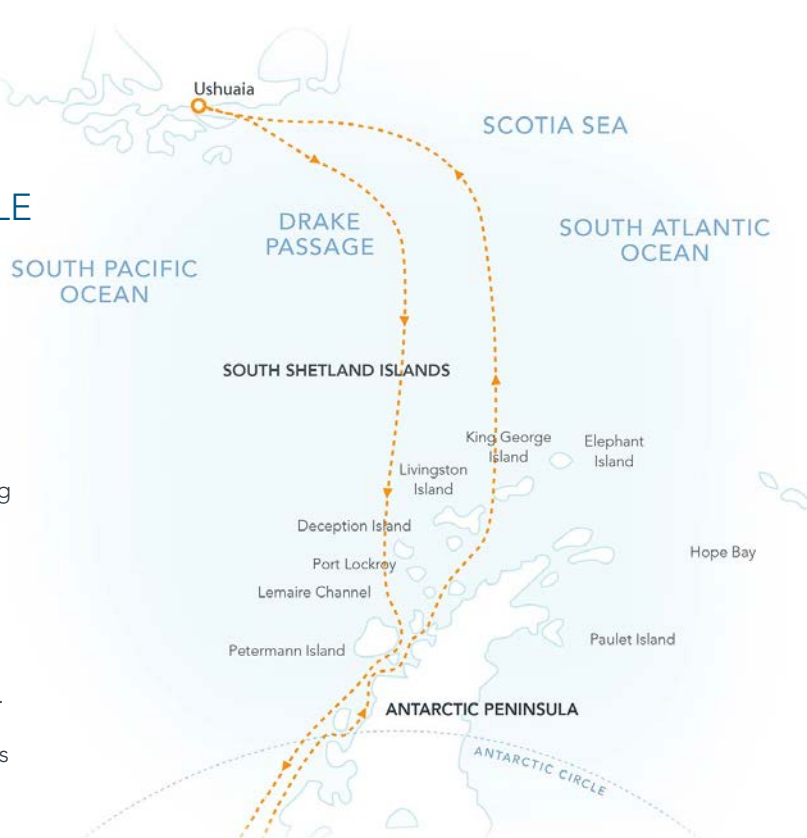 Ushuaia
SCOTIA SEA
LE
DRAKE
PASSAGE
SOUTH ATLANTIC
OCEAN
SOUTH PACIFIC
OCEAN
SOUTH SHETLAND ISLANDS
King George
Island
Elephant
Island
Livingston
Island
g
Deception Island
Hope Bay
Port Lockroy
Lemaire Channel
Paulet Island
Petermann Island
ANTARCTIC PENINSULA
s
ANTARCTIC CIRCLE